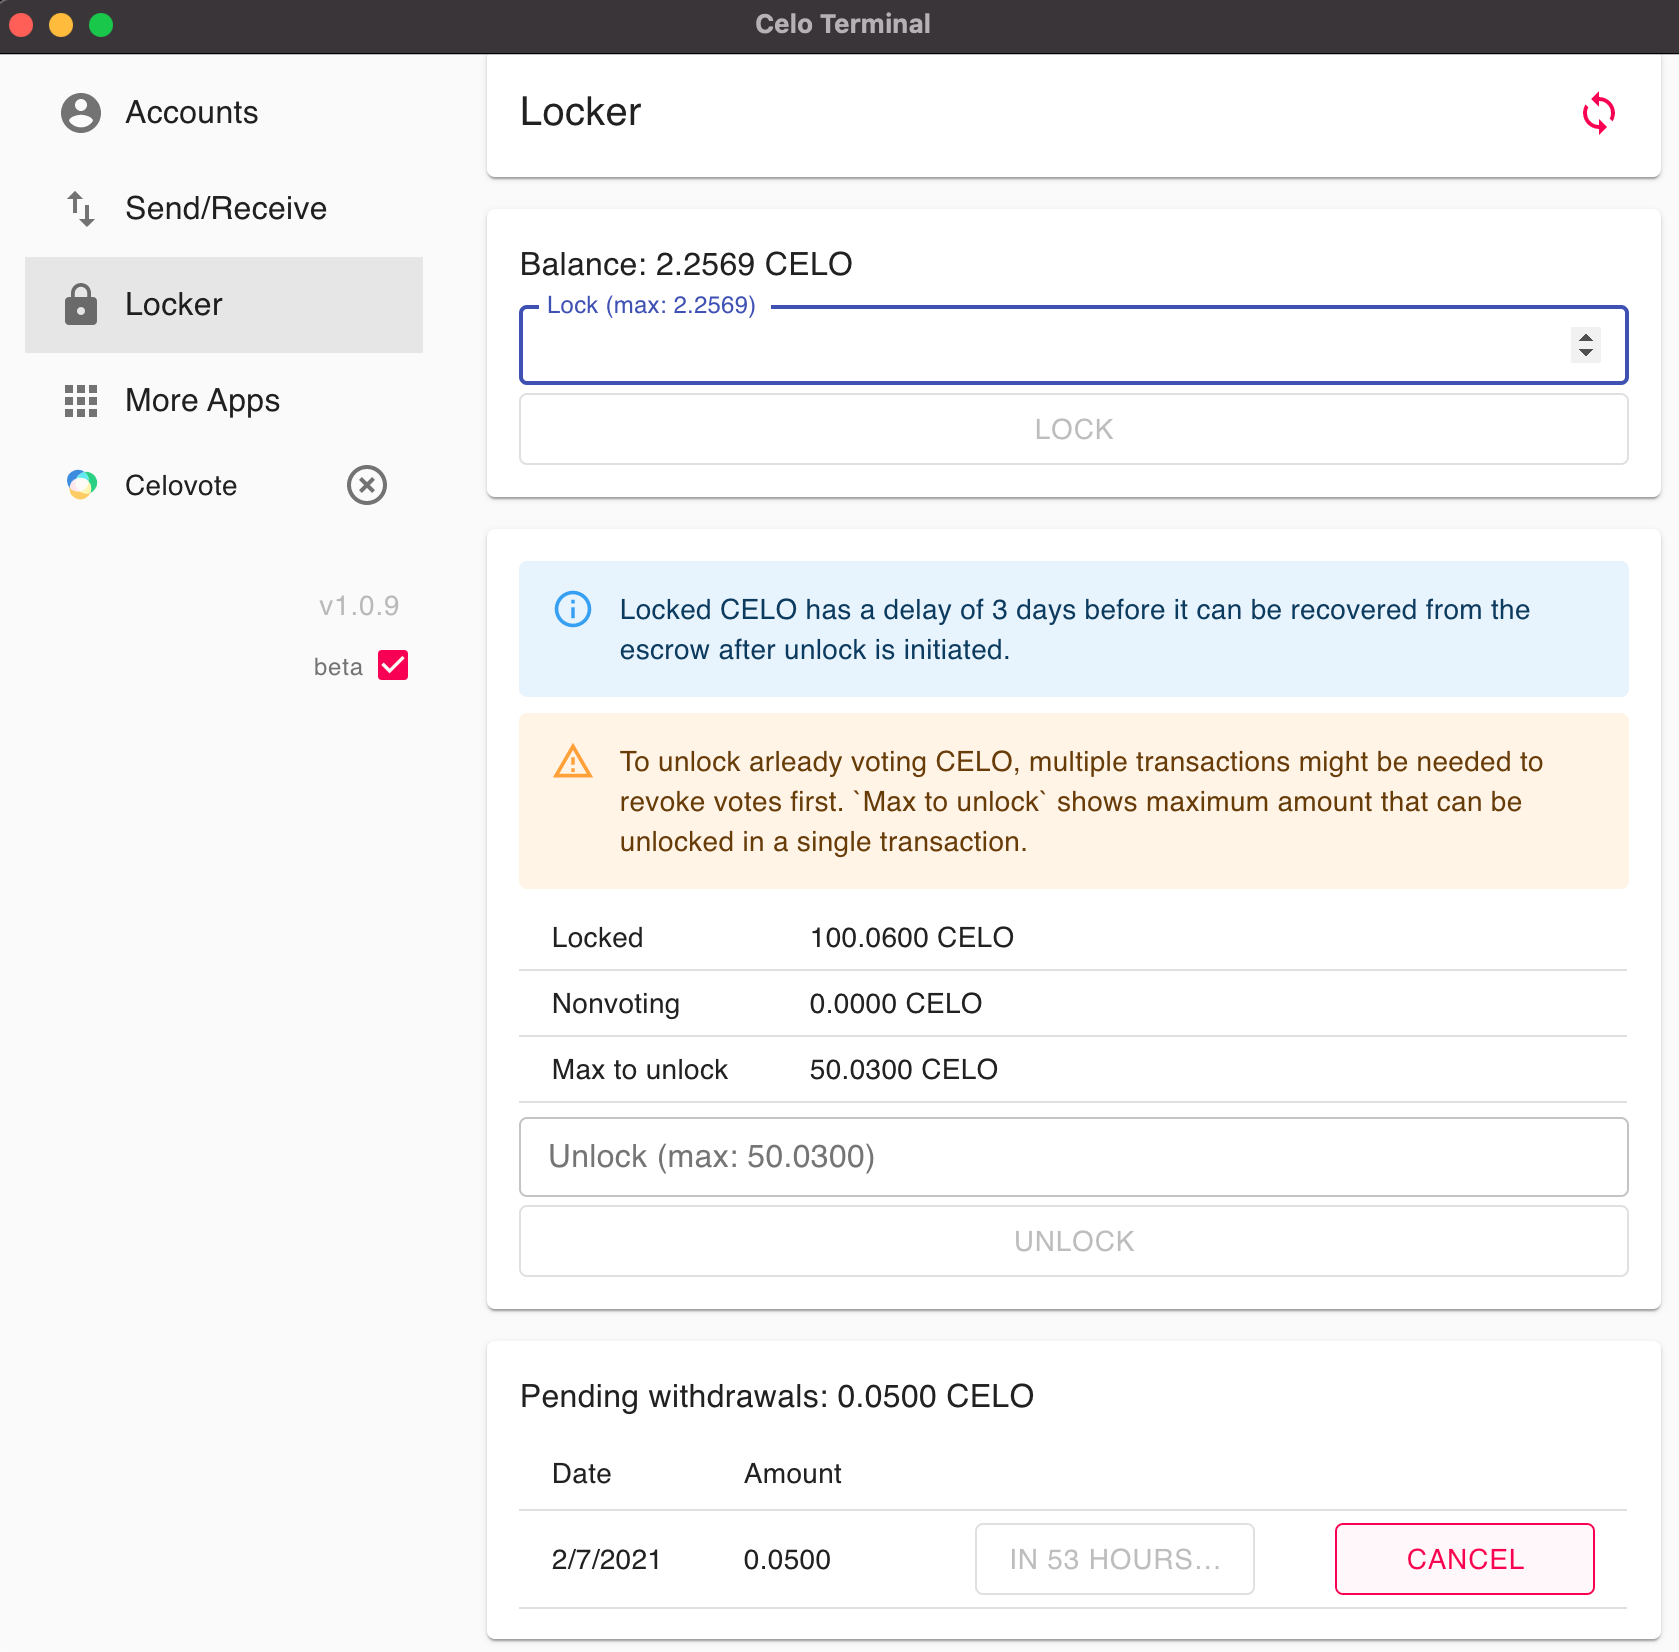 Celo Terminal
Accounts
Send/Receive
Locker
More Apps
Celovote
v1.0.9
beta
Locker
Balance: 2.2569 CELO
Lock (max: 2.2569)
LOCK
Locked CELO has a delay of 3 days before it can be recovered from the
escrow after unlock is initiated.
To unlock arleady voting CELO, multiple transactions might be needed to
revoke votes first. `Max to unlock` shows maximum amount that can be
unlocked in a single transaction.
Locked 100.0600 CELO
Nonvoting 0.0000 CELO
Max to unlock 50.0300 CELO
Unlock (max: 50.0300)
UNLOCK
Pending withdrawals: 0.0500 CELO
Date Amount
2/7/2021 0.0500 IN 53 HOURS... CANCEL